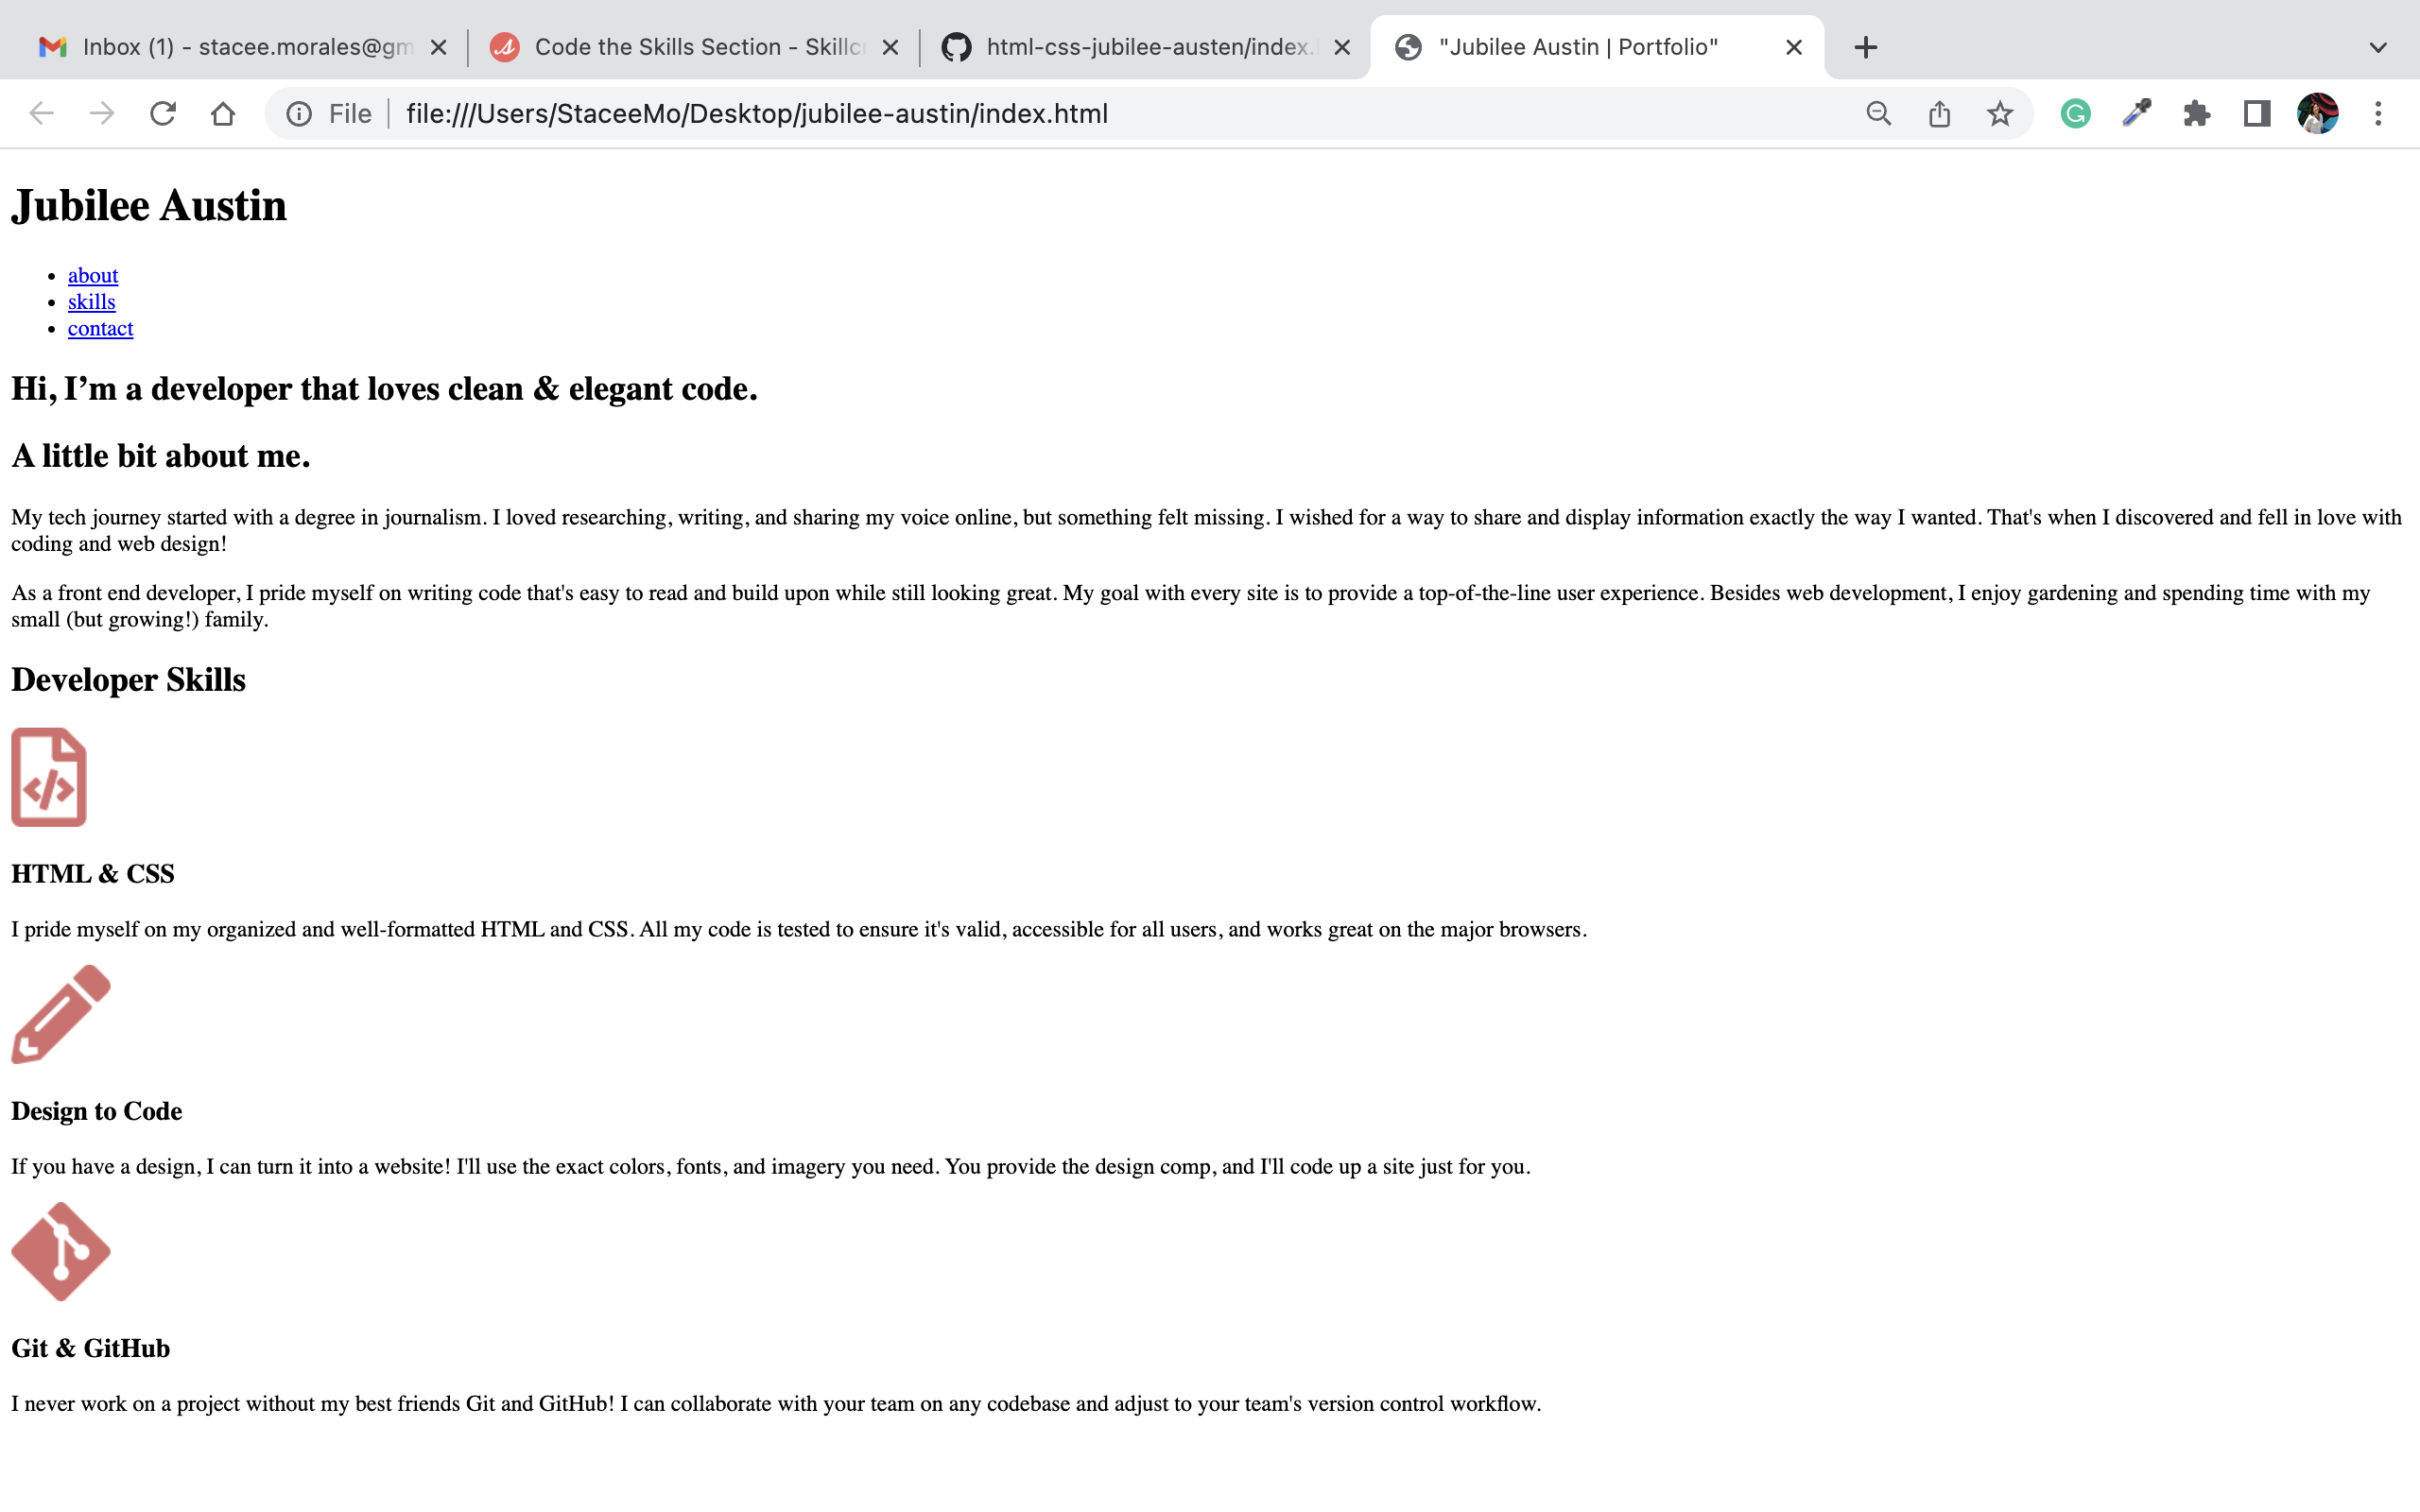 Inbox (1) - stacee.morales@gm
Code the Skills Section - Skillc
html-css-jubilee-austen/index.
"Jubilee Austin | Portfolio"
File
file:///Users/StaceeMo/Desktop/jubilee-austin/index.html
Jubilee Austin
• about
• skills
• contact
Hi, I’m a developer that loves clean & elegant code.
A little bit about me.
My tech journey started with a degree in journalism. I loved researching, writing, and sharing my voice online, but something felt missing. I wished for a way to share and display information exactly the way I wanted. That's when I discovered and fell in love with
coding and web design!
As a front end developer, I pride myself on writing code that's easy to read and build upon while still looking great. My goal with every site is to provide a top-of-the-line user experience. Besides web development, I enjoy gardening and spending time with my
small (but growing!) family.
Developer Skills
</>
HTML & CSS
I pride myself on my organized and well-formatted HTML and CSS. All my code is tested to ensure it's valid, accessible for all users, and works great on the major browsers.
Design to Code
If you have a design, I can turn it into a website! I'll use the exact colors, fonts, and imagery you need. You provide the design comp, and I'll code up a site just for you.
Git & GitHub
I never work on a project without my best friends Git and GitHub! I can collaborate with your team on any codebase and adjust to your team's version control workflow.